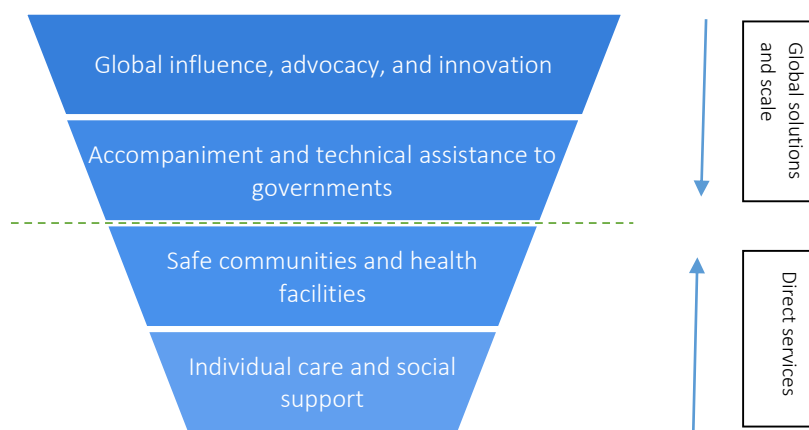 Global influence, advocacy, and innovation
Accompaniment and technical assistance to
governments
Safe communities and health
facilities
Individual care and social
support
Global solutions
and scale
Direct services